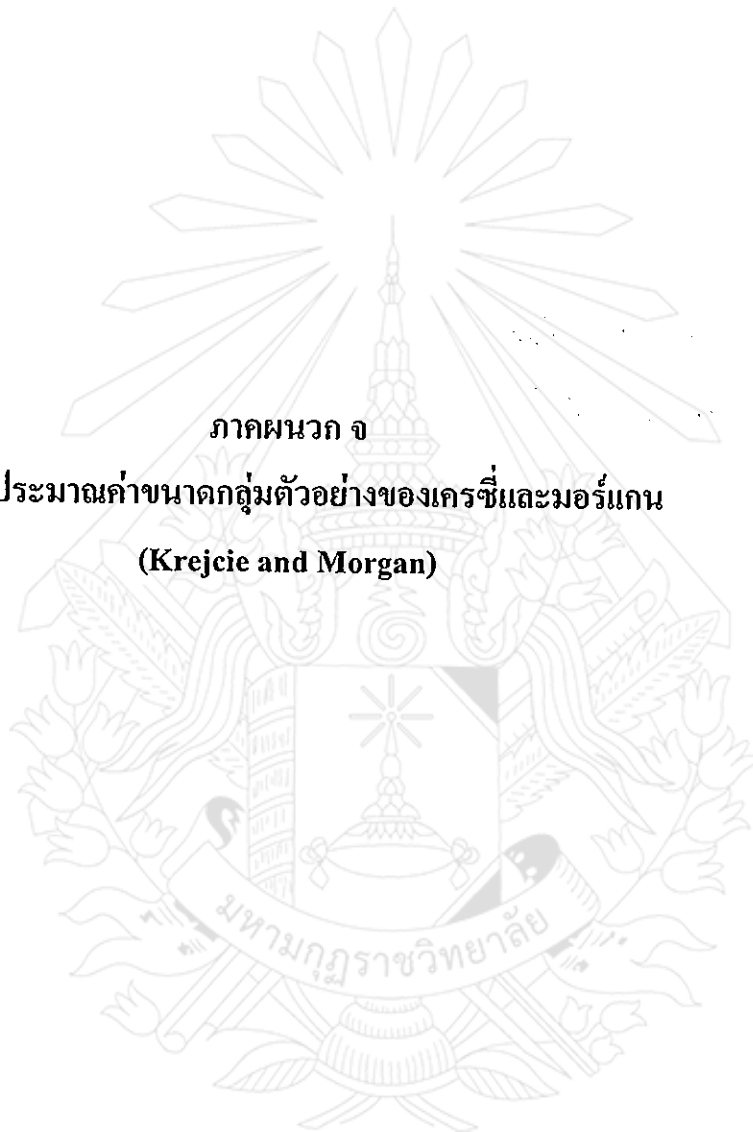 ภาคผนวก จ
ประมาณค่าขนาดกลุ่มตัวอย่างของเครซี่และมอร์แกน
(Krejcie and Morgan)
มหามกุฏราชวิทยาลัย